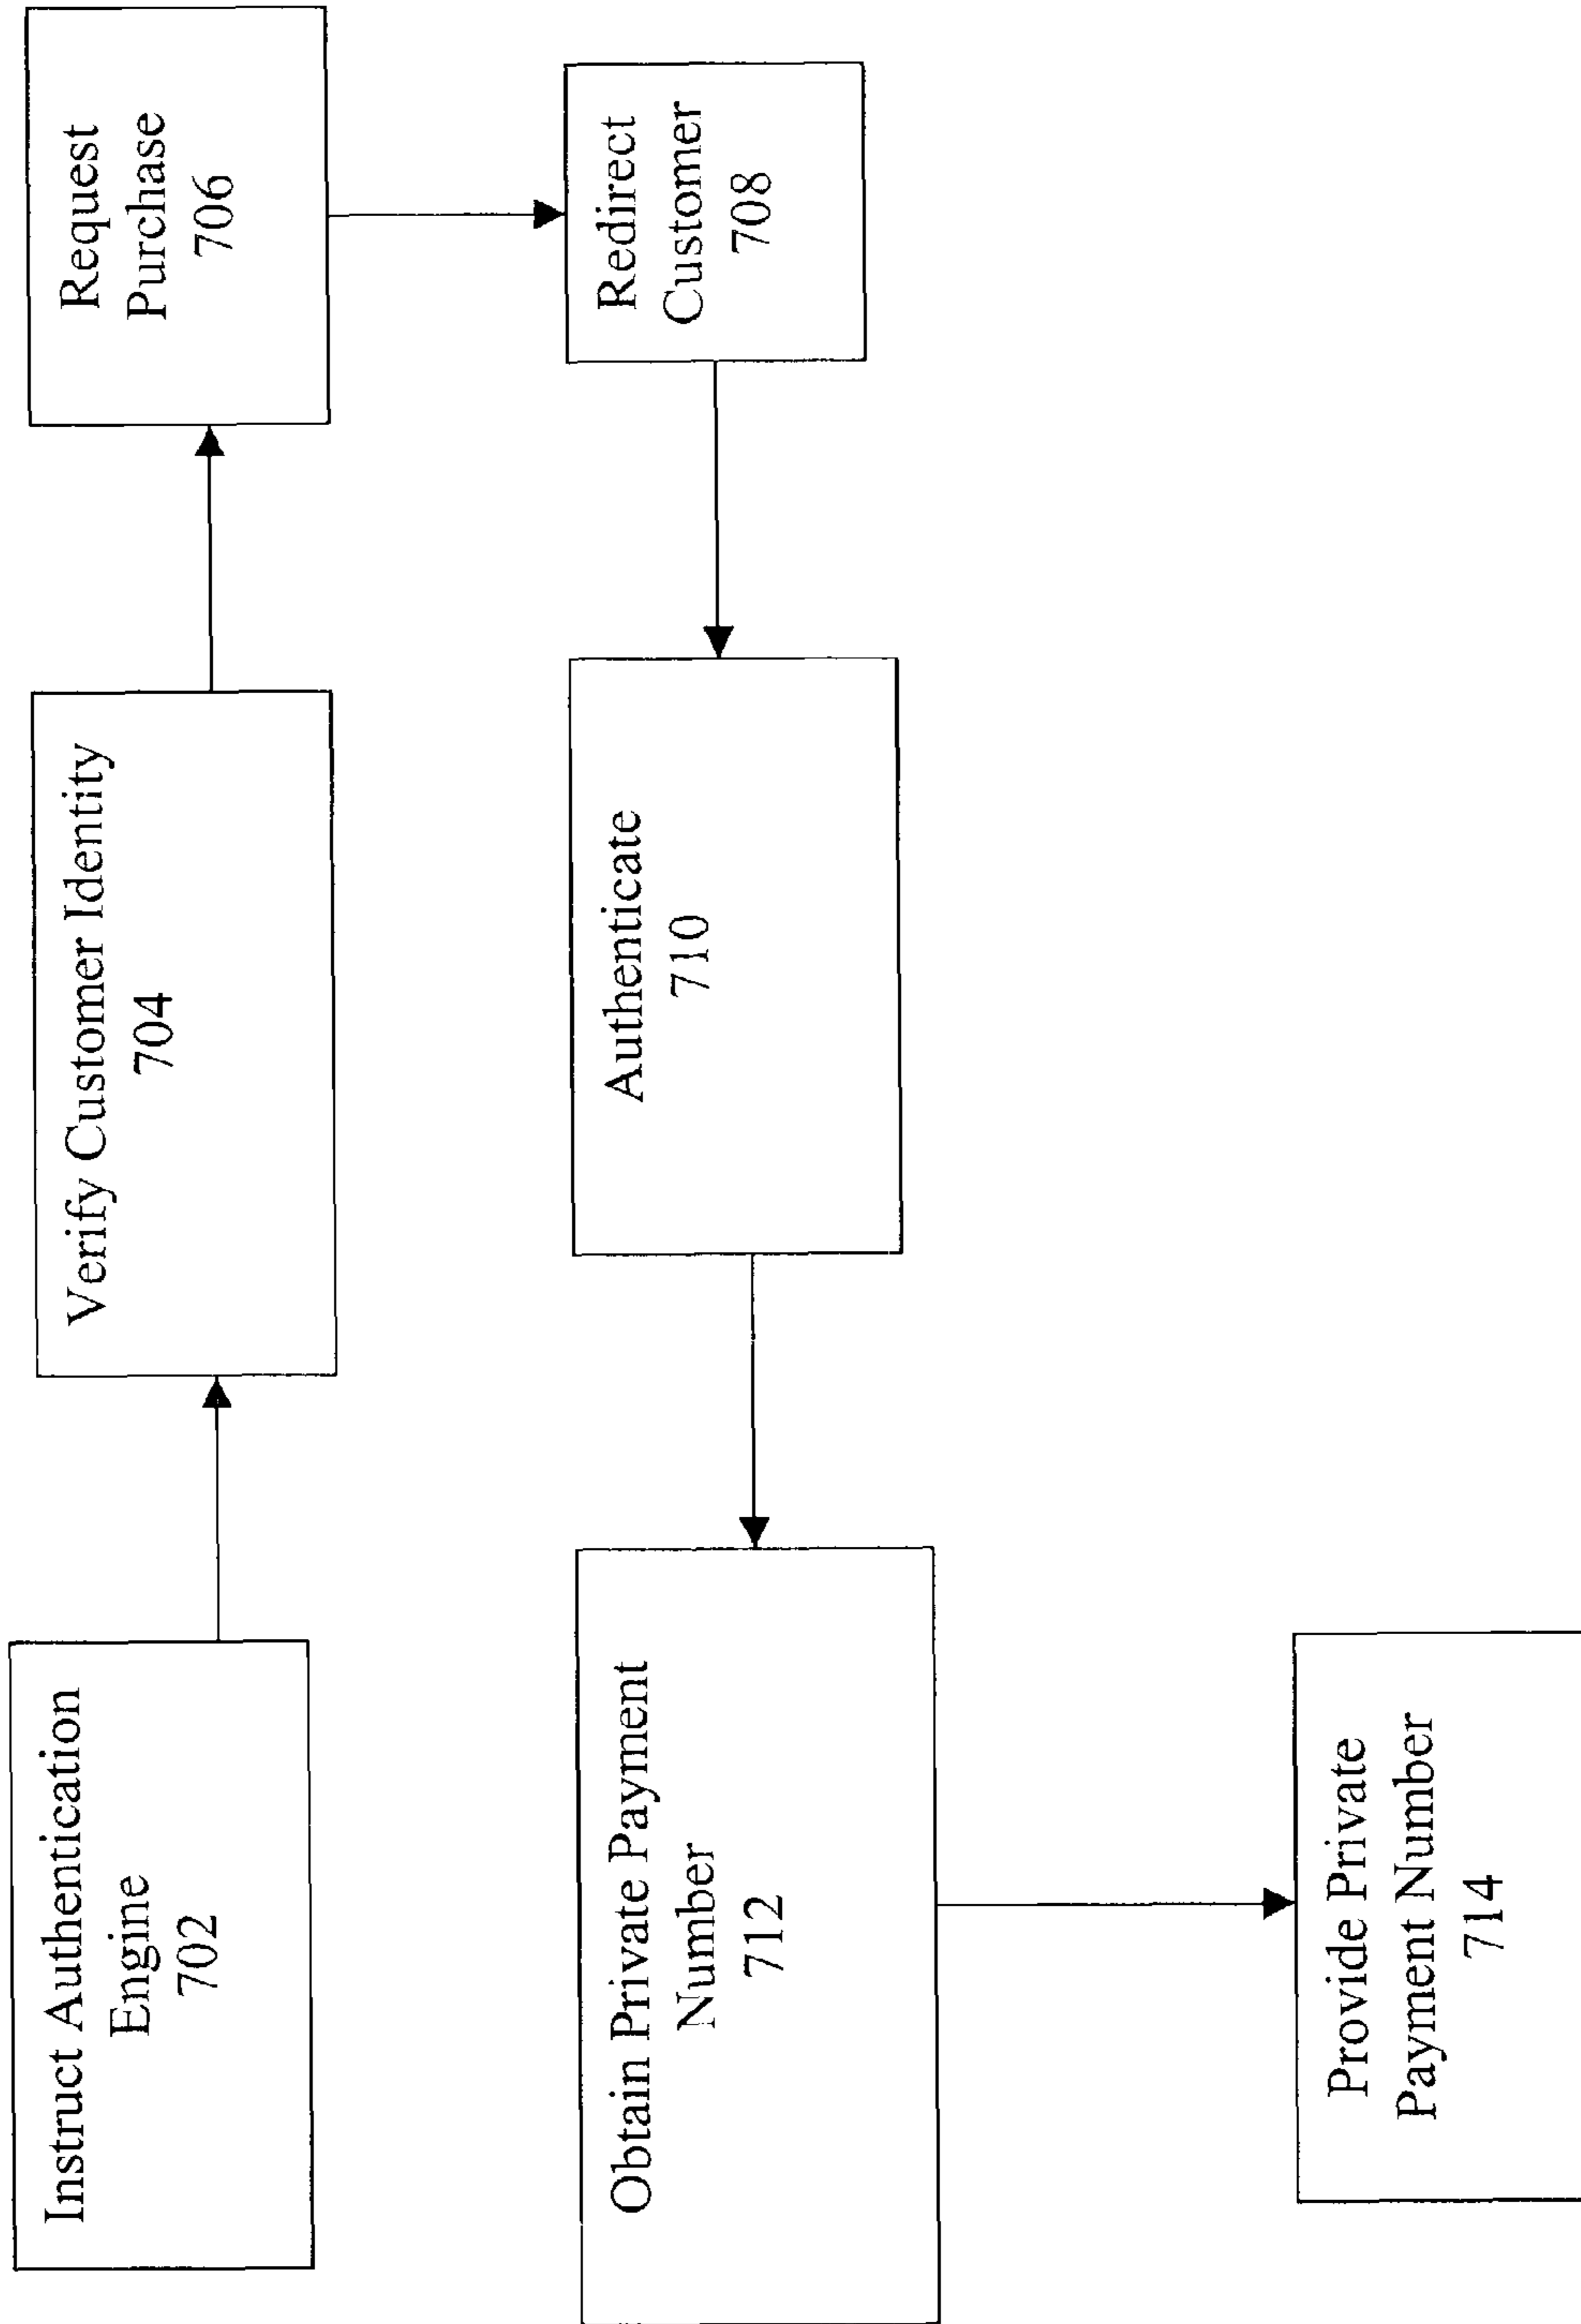 Instruct Authentication
Engine
702
Verify Customer Identity
704
Request
Purchase
706
Redirect
Customer
708
Authenticate
710
Obtain Private Payment
Number
712
Provide Private
Payment Number
714